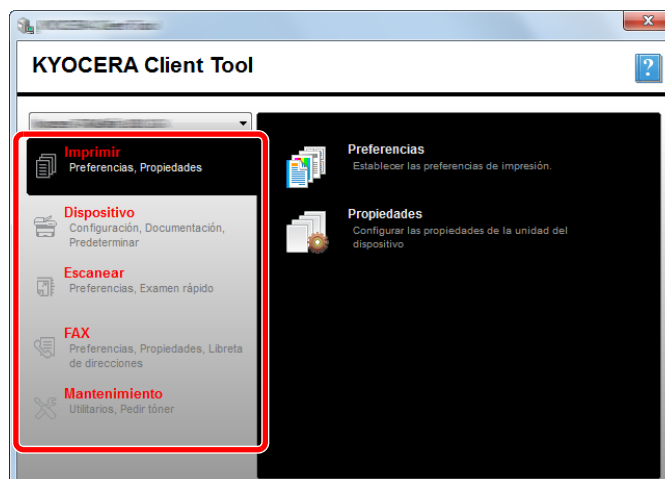 KYOCERA Client Tool
Imprimir
Preferencias, Propiedades
Dispositivo
Configuración, Documentación,
Predeterminar
Escanear
Preferencias, Examen rápido
FAX
Preferencias, Propiedades, Libreta
de direcciones
Mantenimiento
Utilitarios, Pedir tóner
Preferencias
Establecer las preferencias de impresión.
Propiedades
Configurar las propiedades de la unidad del
dispositivo